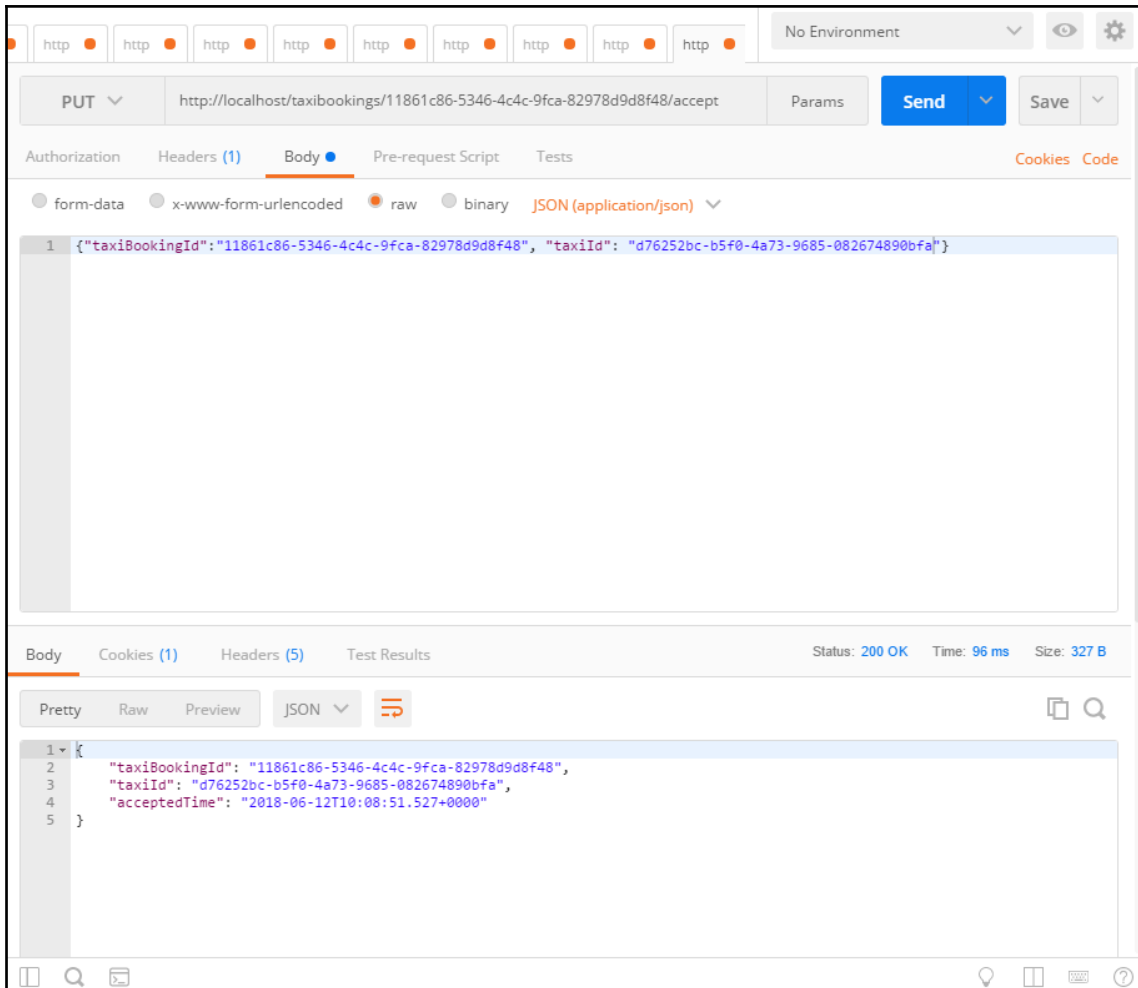 http http http http http http http http http No Environment
PUT http://localhost/taxibookings/11861c86-5346-4c4c-9fca-82978d9d8f48/accept Params Send Save
Authorization Headers (1) Body Pre-request Script Tests Cookies Code
form-data x-www-form-urlencoded raw binary JSON (application/json)
1 {"taxiBookingId":"11861c86-5346-4c4c-9fca-82978d9d8f48", "taxiId": "d76252bc-b5f0-4a73-9685-082674890bfa"}
Body Cookies (1) Headers (5) Test Results Status: 200 OK Time: 96 ms Size: 327 B
Pretty Raw Preview JSON
1 {
2 "taxiBookingId": "11861c86-5346-4c4c-9fca-82978d9d8f48",
3 "taxiId": "d76252bc-b5f0-4a73-9685-082674890bfa",
4 "acceptedTime": "2018-06-12T10:08:51.527+0000"
5 }